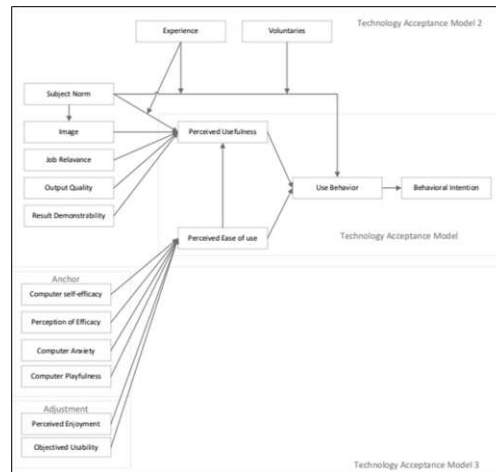 Technology Acceptance Model 2
Experience
Voluntaries
Subject Norm
Image
Job Relavance
Output Quality
Result Demonstrability
Perceived Usefulness
Use Behavior
Behavioral Intention
Perceived Ease of use
Technology Acceptance Model
Anchor
Computer self-efficacy
Perception of Efficacy
Computer Anxiety
Computer Playfulness
Adjustment
Perceived Enjoyment
Objectived Usability
Technology Acceptance Model 3